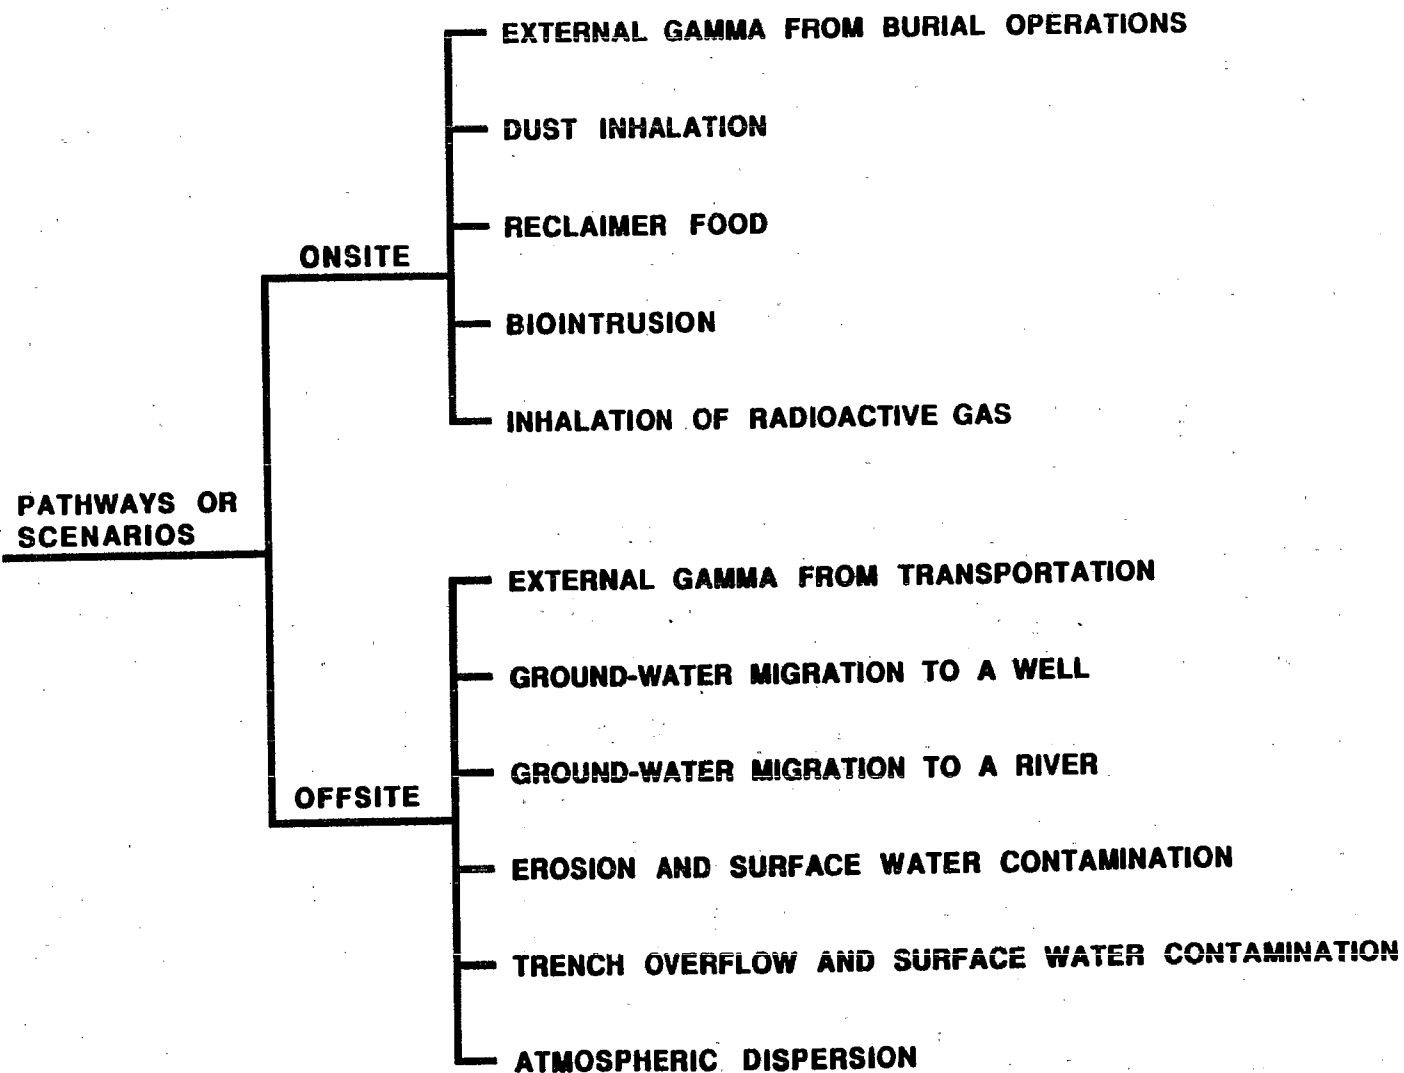 EXTERNAL GAMMA FROM BURIAL OPERATIONS
DUST INHALATION
RECLAIMER FOOD
ONSITE
BIOINTRUSION
INHALATION OF RADIOACTIVE GAS
PATHWAYS OR
SCENARIOS
EXTERNAL GAMMA FROM TRANSPORTATION
GROUND-WATER MIGRATION TO A WELL
GROUND-WATER MIGRATION TO A RIVER
OFFSITE
EROSION AND SURFACE WATER CONTAMINATION
TRENCH OVERFLOW AND SURFACE WATER CONTAMINATION
ATMOSPHERIC DISPERSION